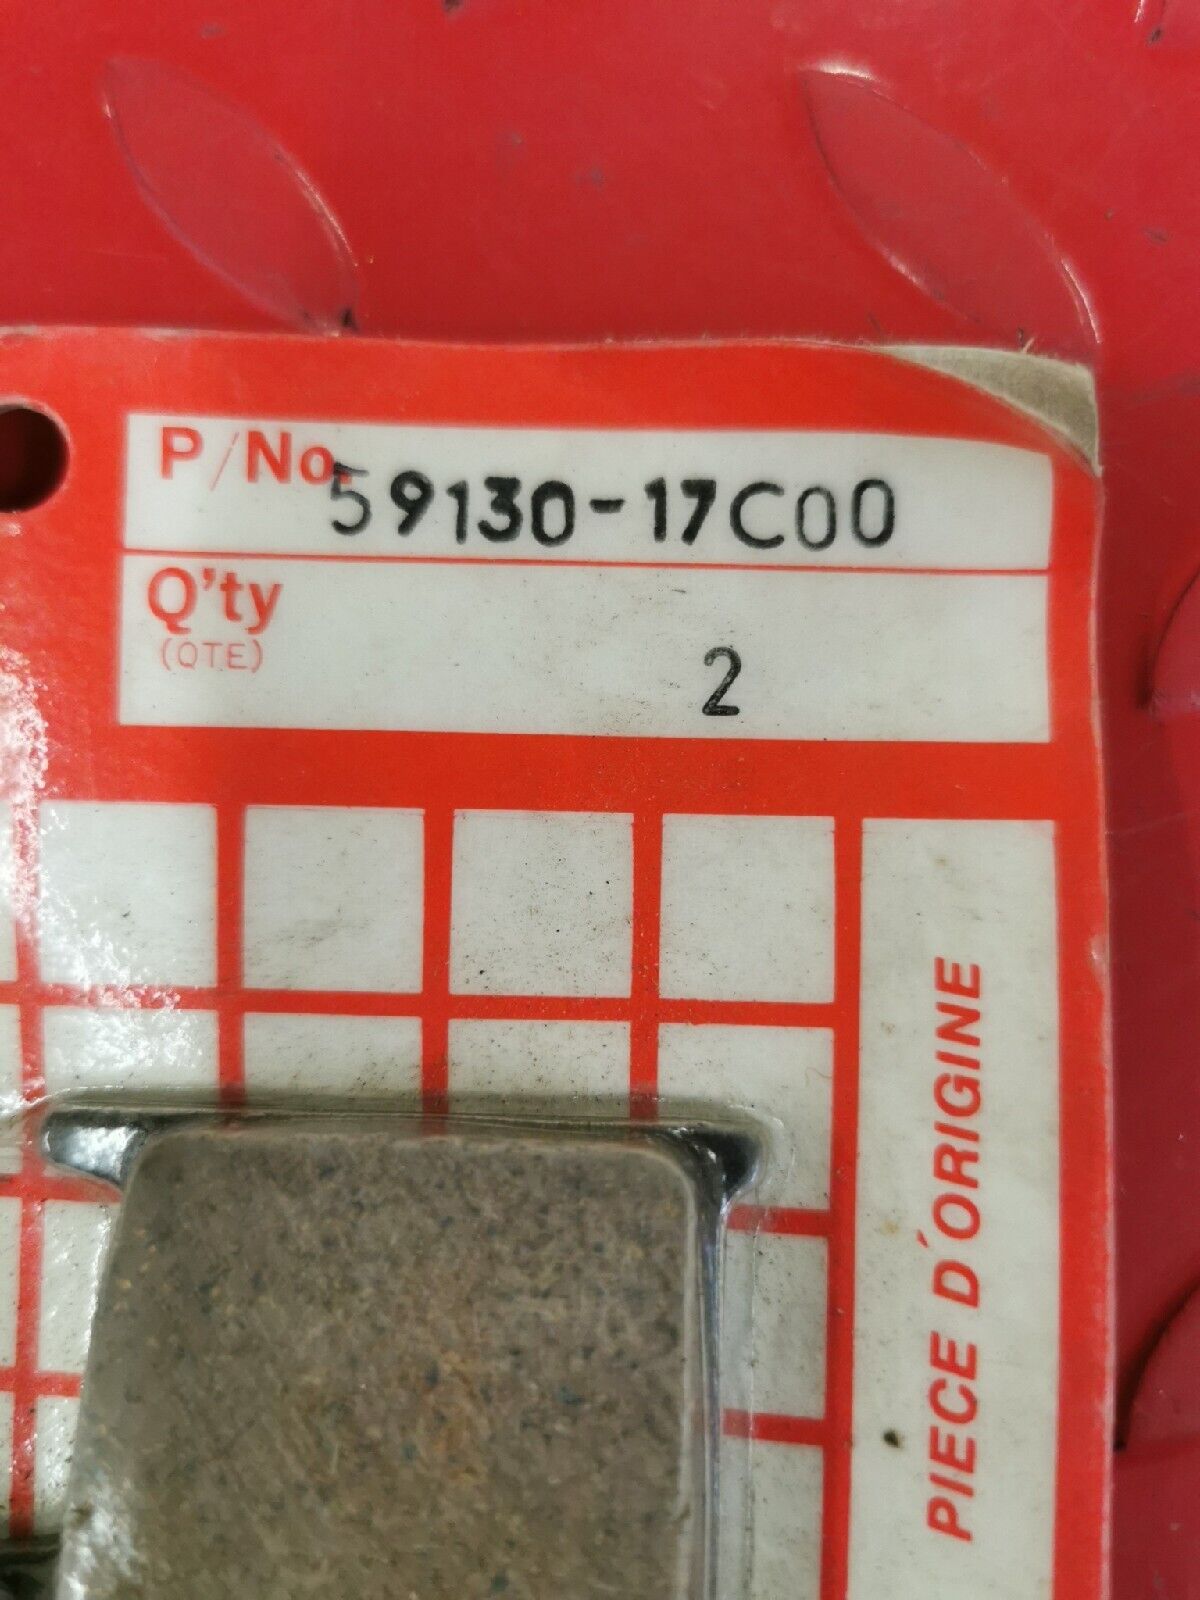 P/No. 59130-17C00
Q'ty
(QTE)
2
PIECE D'ORIGINE